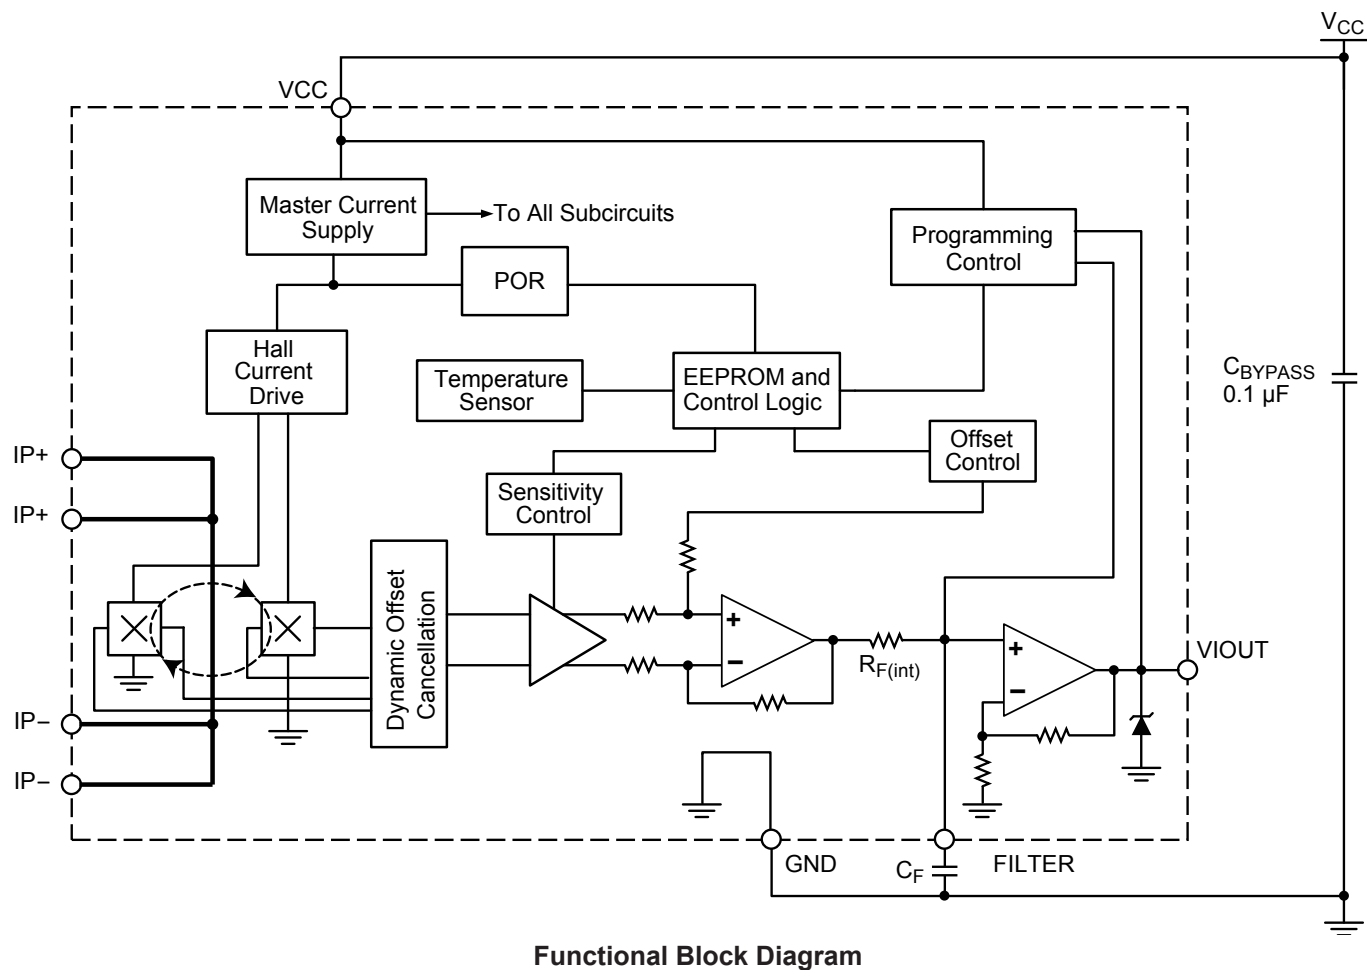 VCC
VCC
Master Current
Supply
To All Subcircuits
Programming
Control
POR
Hall
Current
Drive
Temperature
Sensor
EEPROM and
Control Logic
CBYPASS
0.1 µF
Offset
Control
IP+
IP+
Sensitivity
Control
Dynamic Offset
Cancellation
+
–
RF(int)
+
–
VIOUT
IP–
IP–
GND
CF
FILTER
Functional Block Diagram